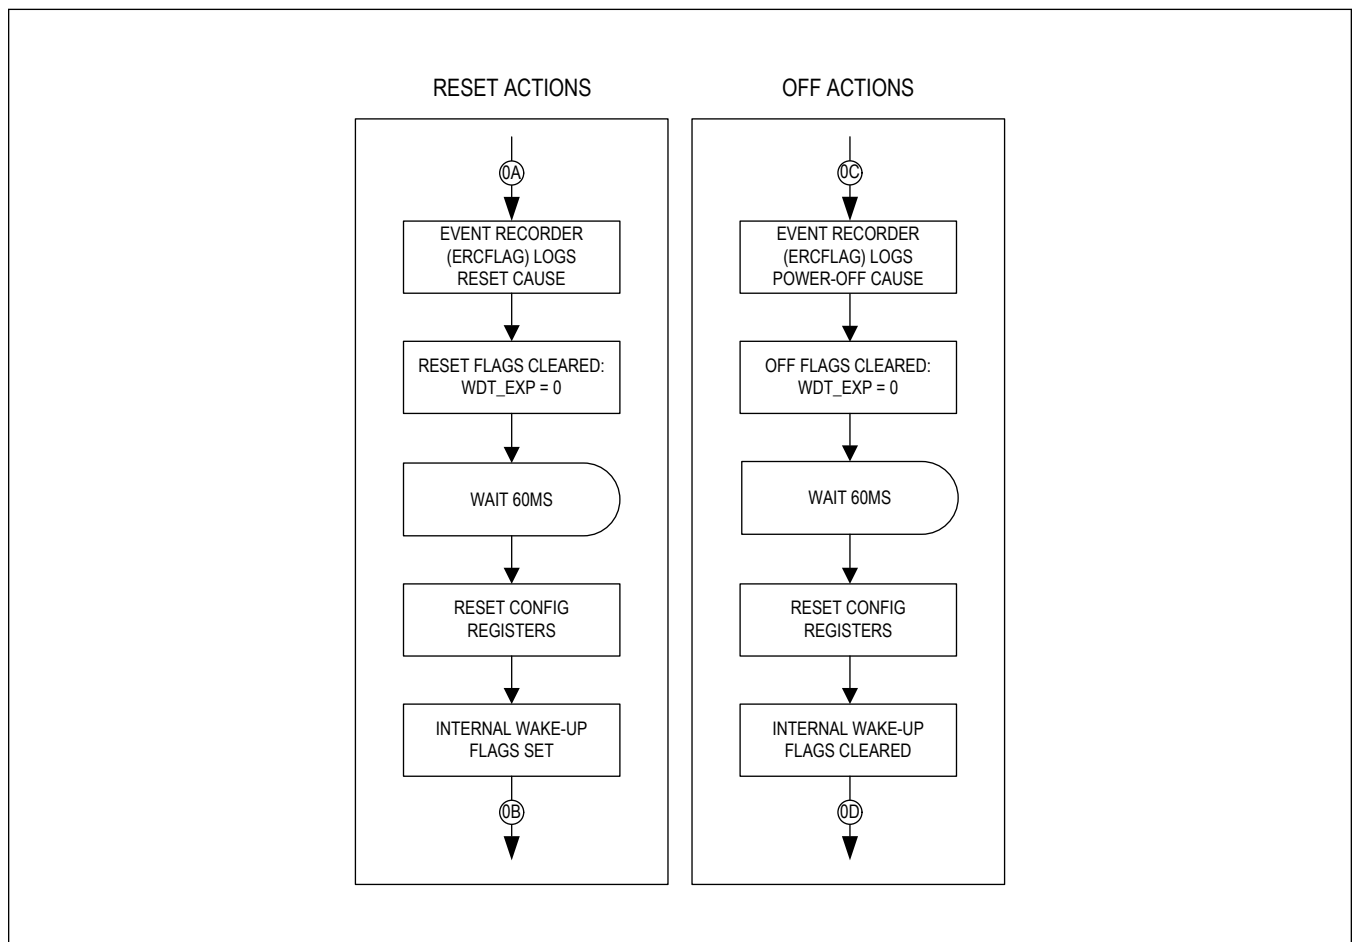 RESET ACTIONS
0A
EVENT RECORDER
(ERCFLAG) LOGS
RESET CAUSE
RESET FLAGS CLEARED:
WDT_EXP = 0
WAIT 60MS
RESET CONFIG
REGISTERS
INTERNAL WAKE-UP
FLAGS SET
0B
OFF ACTIONS
0C
EVENT RECORDER
(ERCFLAG) LOGS
POWER-OFF CAUSE
OFF FLAGS CLEARED:
WDT_EXP = 0
WAIT 60MS
RESET CONFIG
REGISTERS
INTERNAL WAKE-UP
FLAGS CLEARED
0D